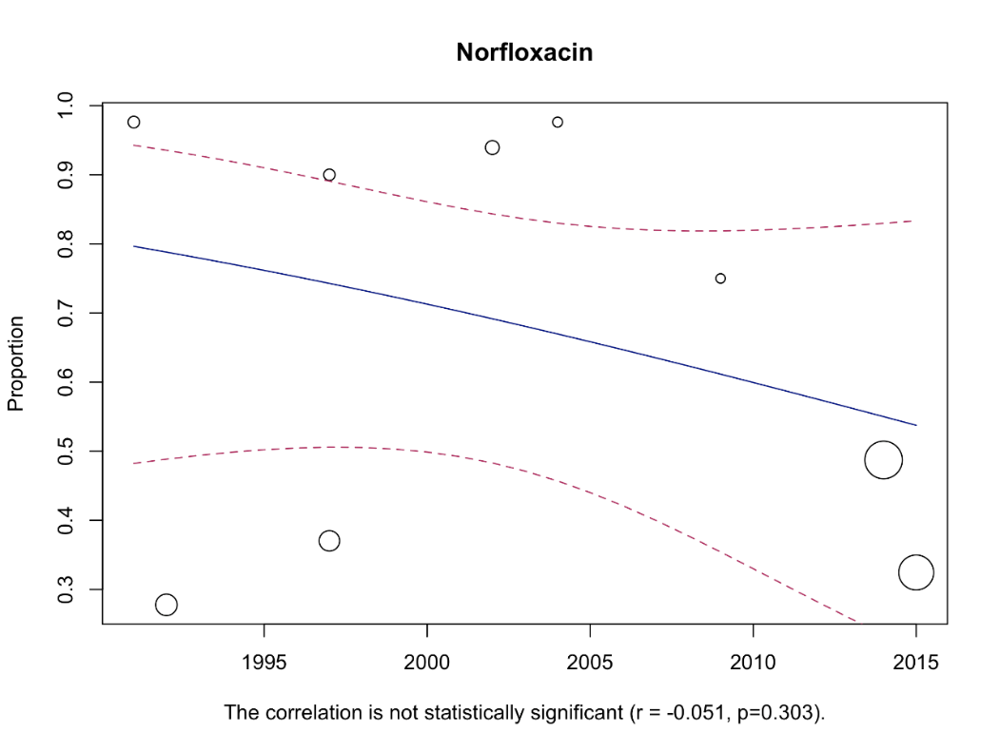 Norfloxacin
1.0
0.9
0.8
0.7
0.6
0.5
0.4
0.3
Proportion
1995 2000 2005 2010 2015
The correlation is not statistically significant (r = -0.051, p=0.303).